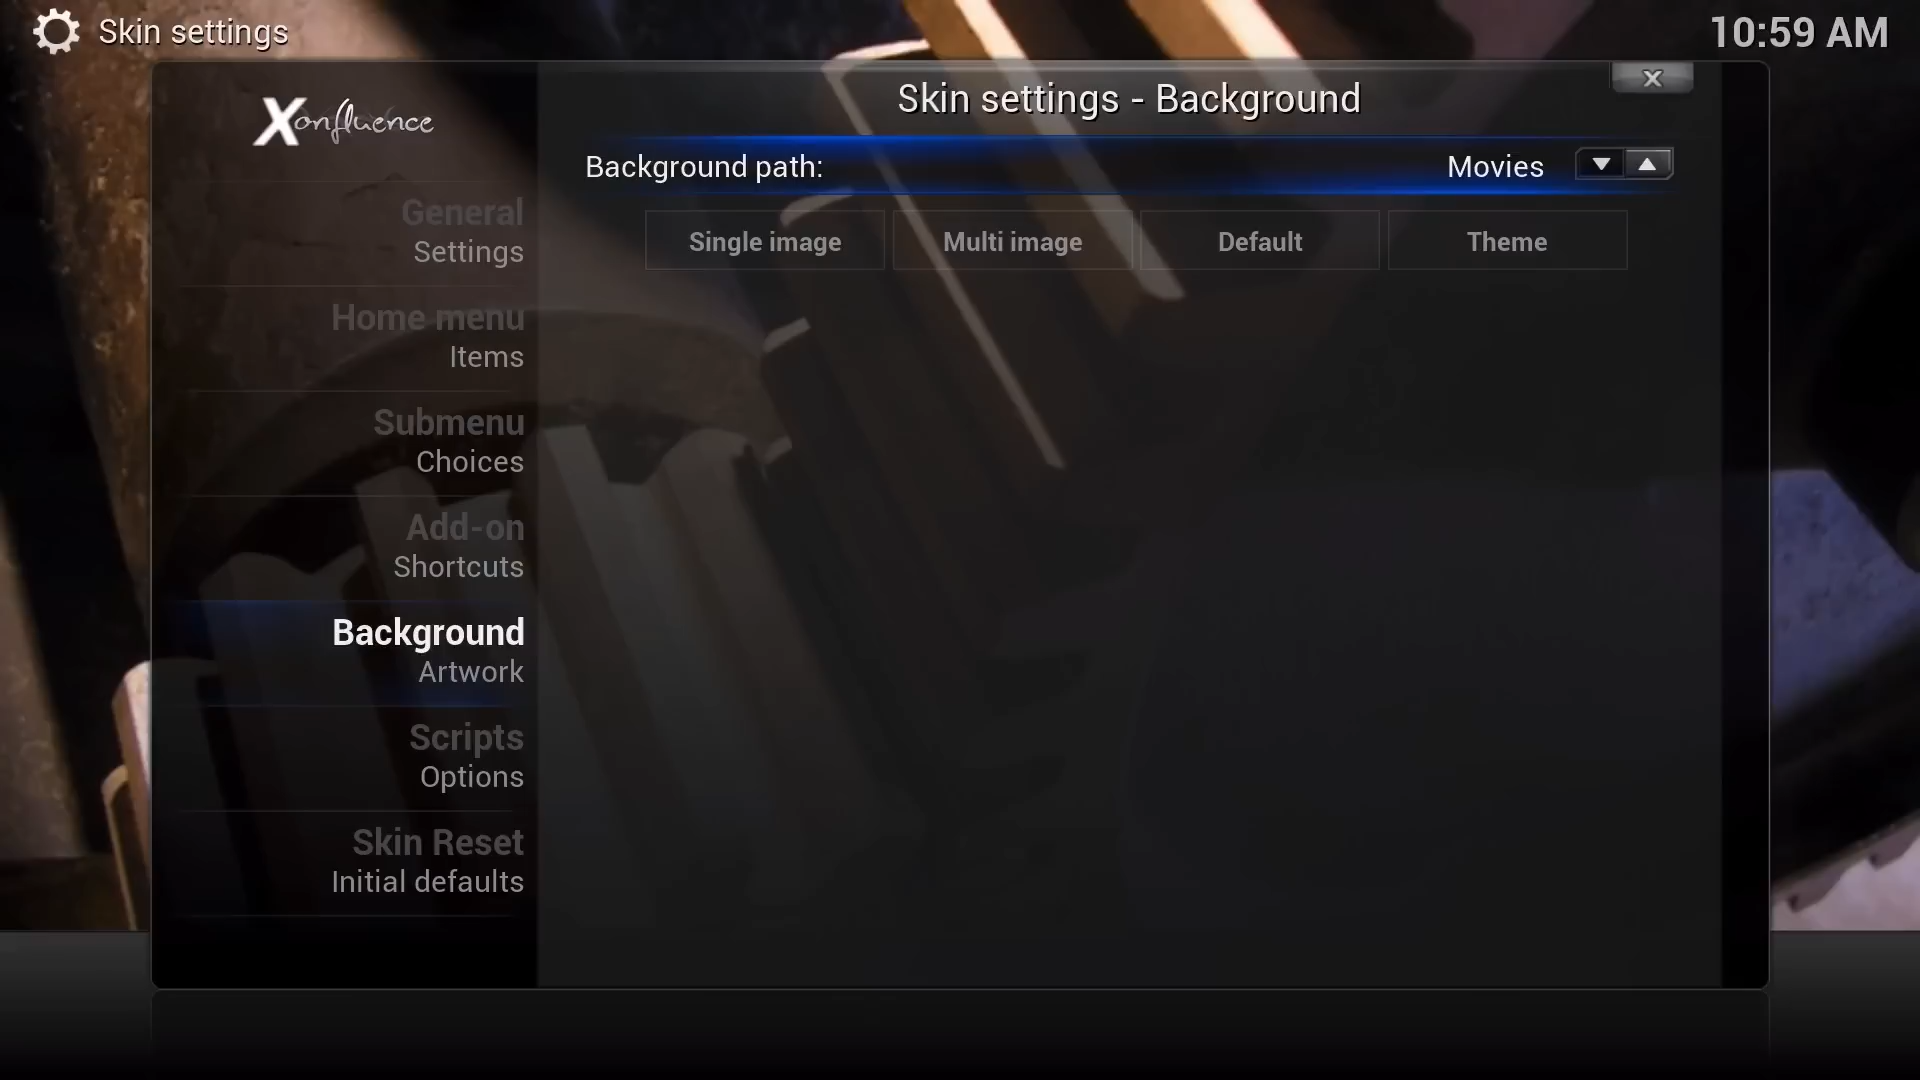 Skin settings
10:59 AM
Xonfluence
Skin settings - Background
X
Background path:
Movies
Single image
Multi image
Default
Theme
General
Settings
Home menu
Items
Submenu
Choices
Add-on
Shortcuts
Background
Artwork
Scripts
Options
Skin Reset
Initial defaults